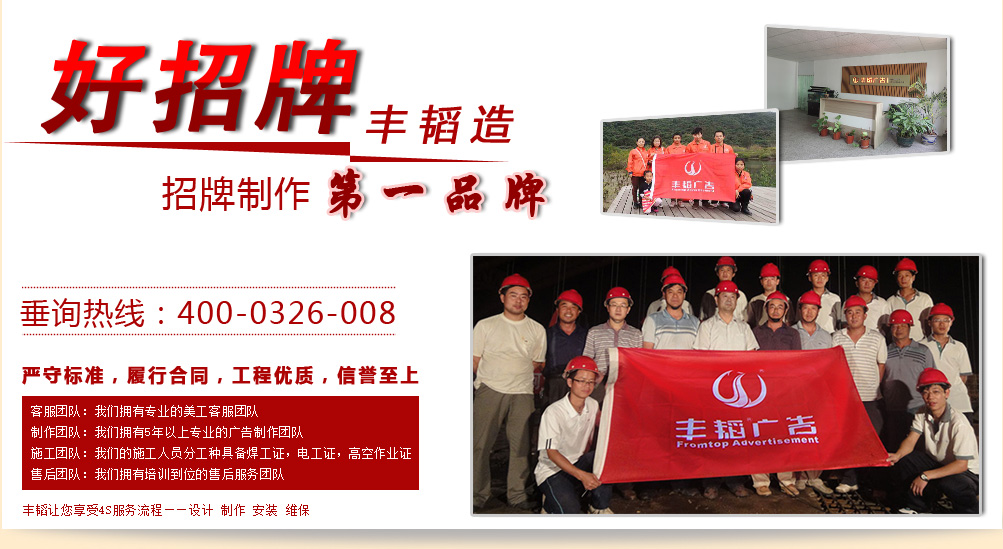 好招牌
丰韬造
招牌制作 第一品牌
丰韬广告
丰韬广告
垂询热线：400-0326-008
严守标准，履行合同，工程优质，信誉至上
客服团队：我们拥有专业的美工客服团队
制作团队：我们拥有5年以上专业的广告制作团队
施工团队：我们的施工人员分工种具备焊工证，电工证，高空作业证
售后团队：我们拥有培训到位的售后服务团队
丰韬让您享受4S服务流程——设计 制作 安装 维保
丰韬广告
Fromtop Advertisement